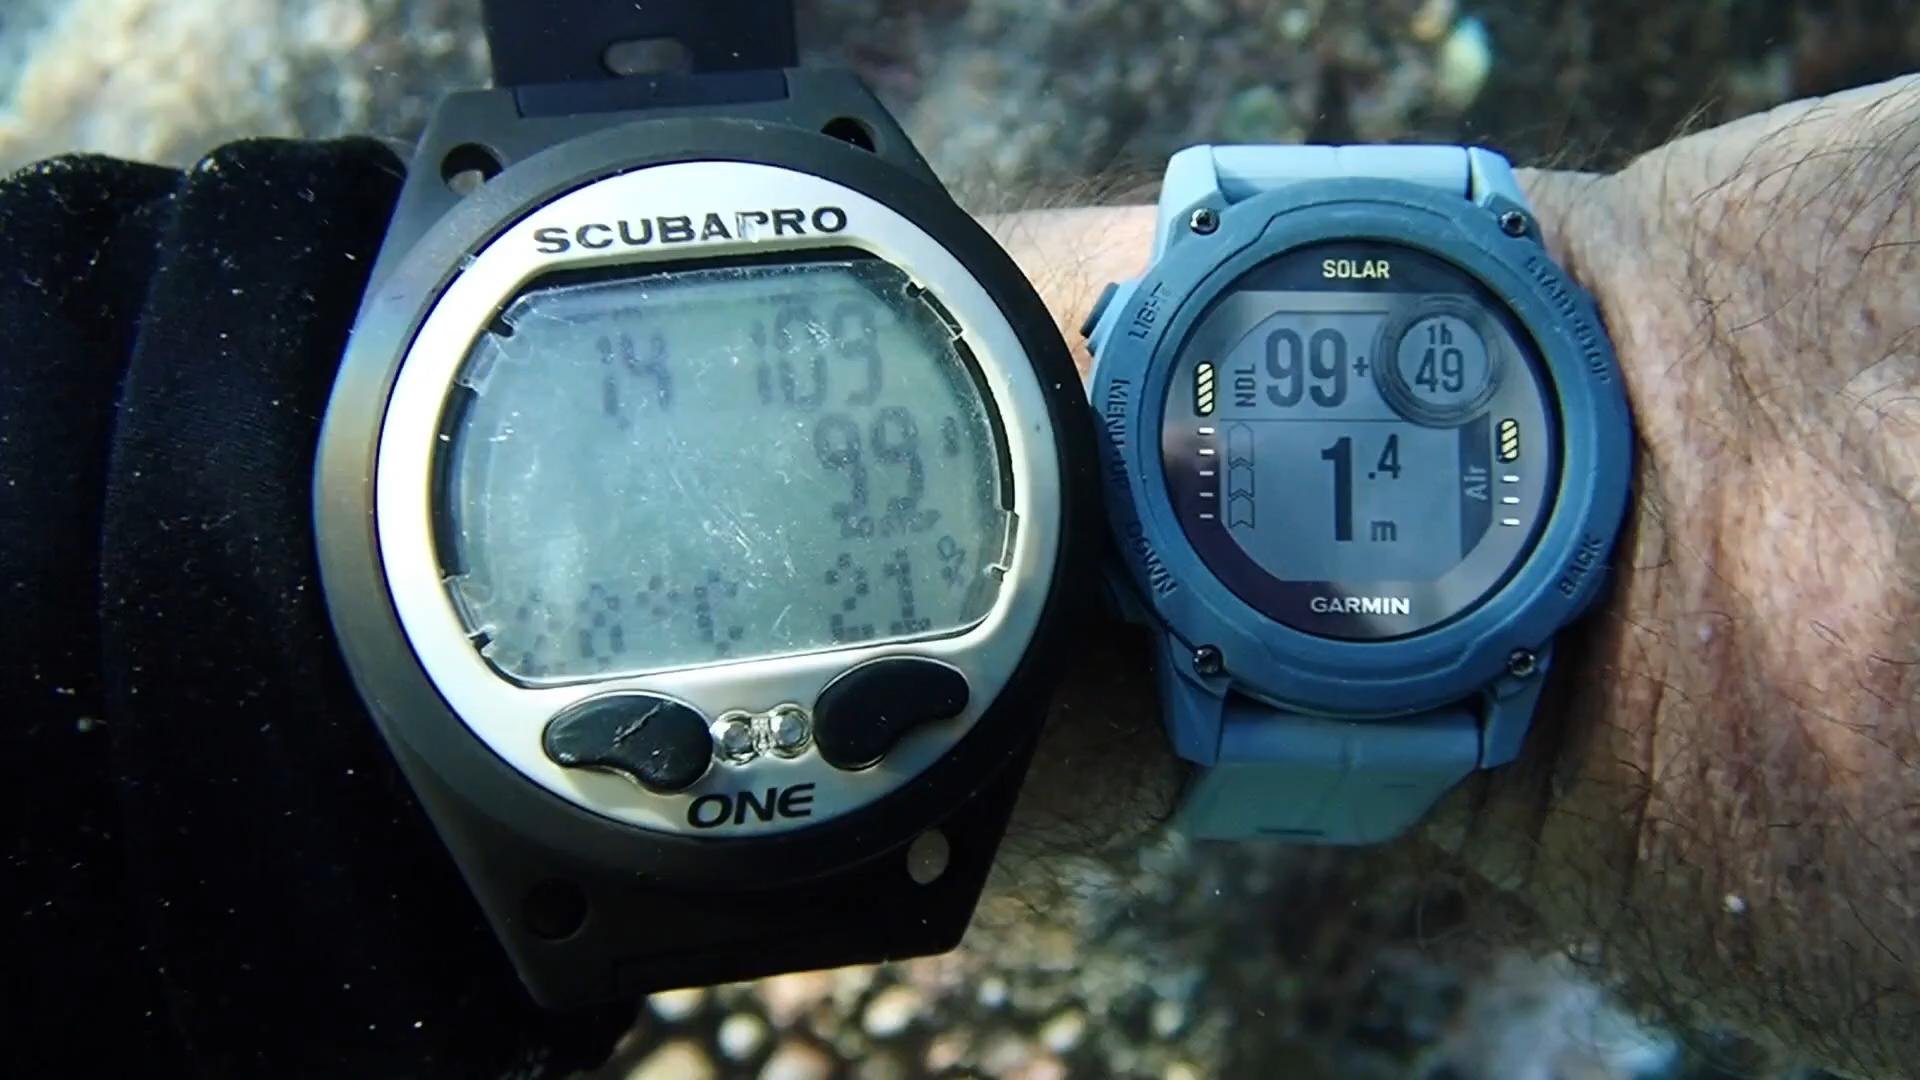 SCUBAPRO
1.4 109
99
21%
ONE
SOLAR
LIGHT
START·STOP
MENU·UP
DOWN
BACK
NDL 99+ 1h 49
1.4 m
Air
GARMIN